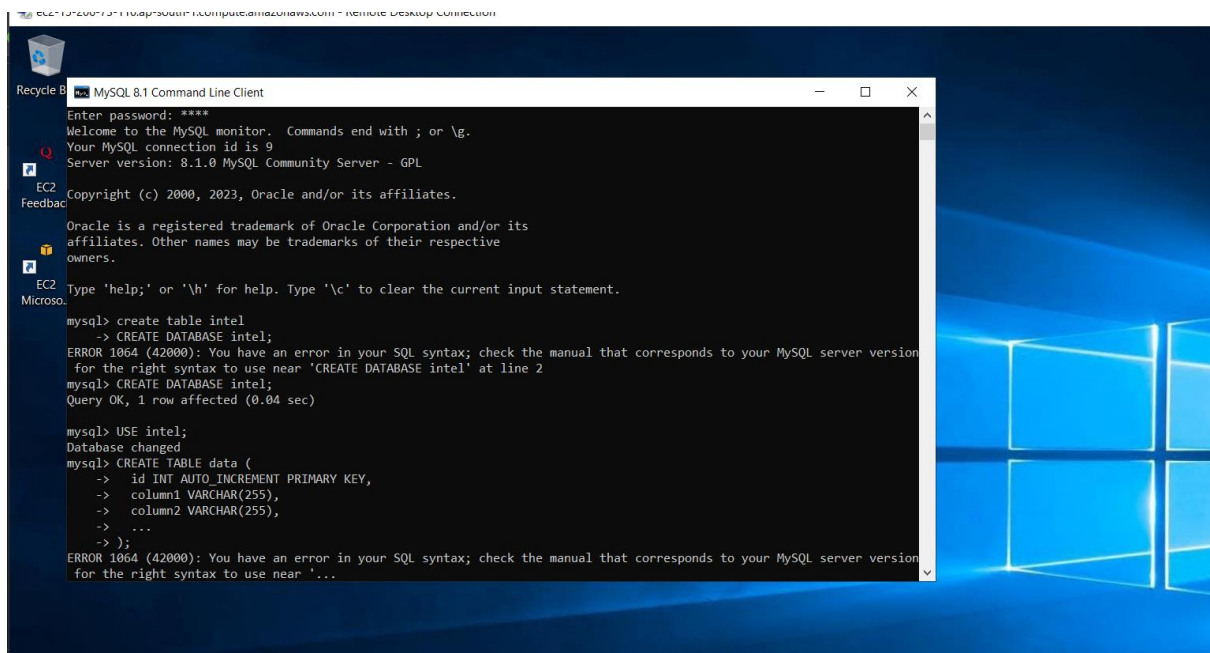 ap-south-1.compute.amazonaws.com - Remote Desktop Connection
Recycle B
MySQL 8.1 Command Line Client
Enter password: ****
Welcome to the MySQL monitor.  Commands end with ; or \g.
Your MySQL connection id is 9
Server version: 8.1.0 MySQL Community Server - GPL
EC2
Feedbac
Copyright (c) 2000, 2023, Oracle and/or its affiliates.
Oracle is a registered trademark of Oracle Corporation and/or its
affiliates. Other names may be trademarks of their respective
owners.
EC2
Microso..
Type 'help;' or '\h' for help. Type '\c' to clear the current input statement.
mysql> create table intel
    -> CREATE DATABASE intel;
ERROR 1064 (42000): You have an error in your SQL syntax; check the manual that corresponds to your MySQL server version
 for the right syntax to use near 'CREATE DATABASE intel' at line 2
mysql> CREATE DATABASE intel;
Query OK, 1 row affected (0.04 sec)
mysql> USE intel;
Database changed
mysql> CREATE TABLE data (
    ->   id INT AUTO_INCREMENT PRIMARY KEY,
    ->   column1 VARCHAR(255),
    ->   column2 VARCHAR(255),
    ->   ...
    -> );
ERROR 1064 (42000): You have an error in your SQL syntax; check the manual that corresponds to your MySQL server version
 for the right syntax to use near '...